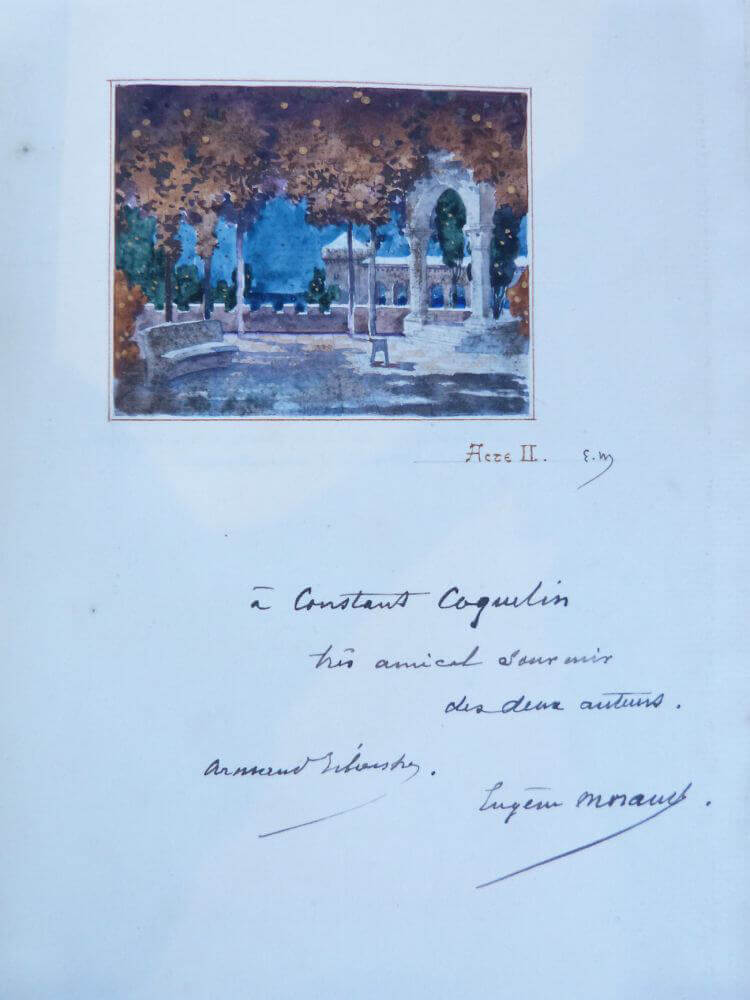 Acte II. E. M
à Constant Coquelin
très amical souvenir
des deux auteurs.
Armand Silvestre.
Eugène Morand.